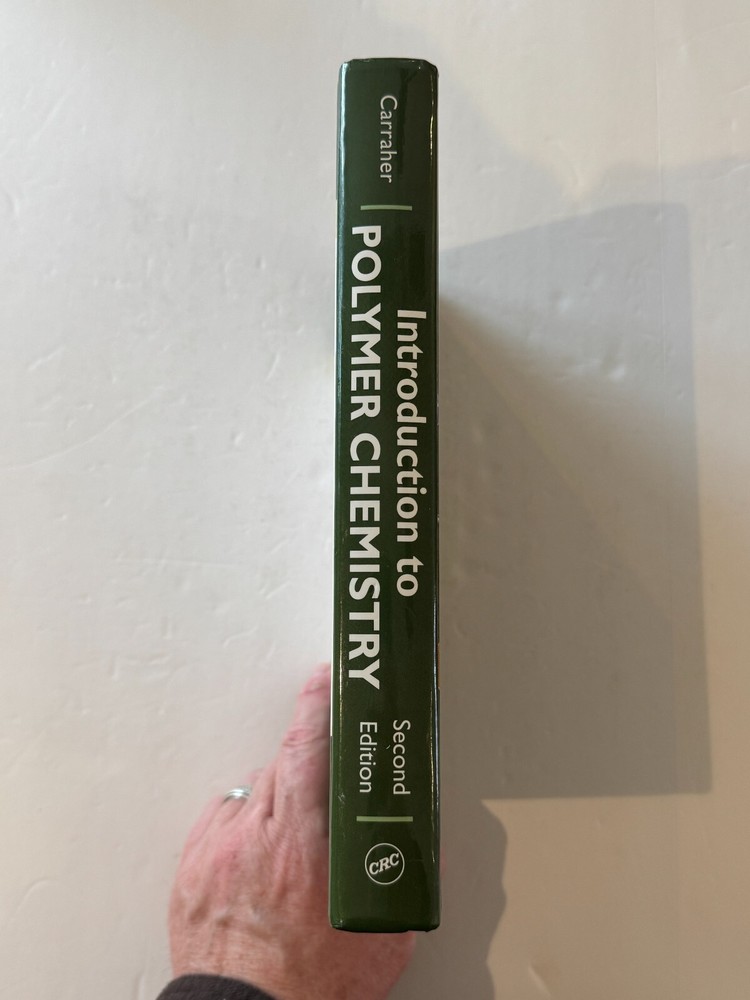 Carraher
Introduction to
POLYMER CHEMISTRY
Second
Edition
CRC